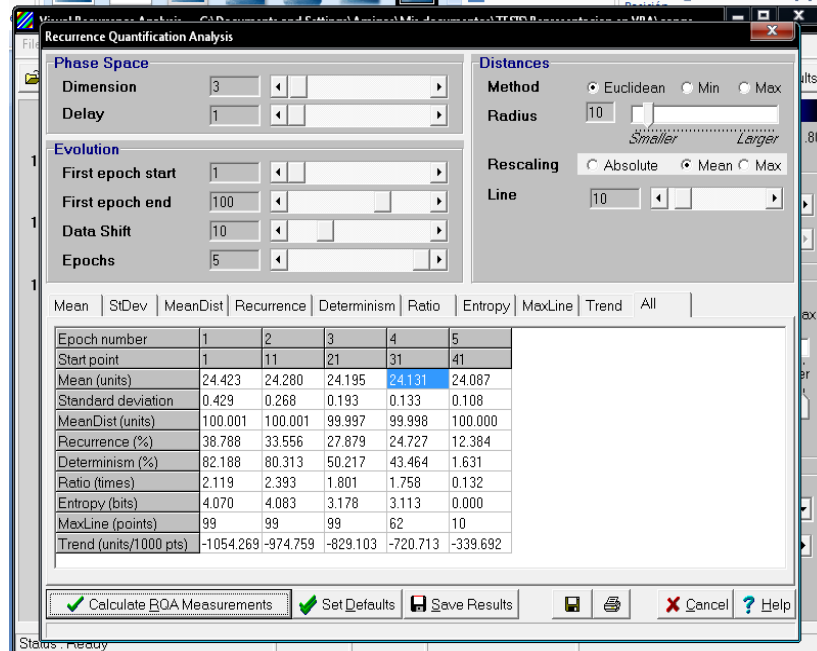 Posición
Visual Recurrence Analysis
Recurrence Quantification Analysis
File
Phase Space
Dimension 3
Delay 1
Evolution
First epoch start 1
First epoch end 100
Data Shift 10
Epochs 5
Distances
Method Euclidean Min Max
Radius 10
Smaller Larger
Rescaling Absolute Mean Max
Line 10
Mean StDev MeanDist Recurrence Determinism Ratio Entropy MaxLine Trend All
Epoch number 1 2 3 4 5
Start point 1 11 21 31 41
Mean (units) 24.423 24.280 24.195 24.131 24.087
Standard deviation 0.429 0.268 0.193 0.133 0.108
MeanDist (units) 100.001 100.001 99.997 99.998 100.000
Recurrence (%) 38.788 33.556 27.879 24.727 12.384
Determinism (%) 82.188 80.313 50.217 43.464 1.631
Ratio (times) 2.119 2.393 1.801 1.758 0.132
Entropy (bits) 4.070 4.083 3.178 3.113 0.000
MaxLine (points) 99 99 99 62 10
Trend (units/1000 pts) -1054.269 -974.759 -829.103 -720.713 -339.692
Calculate RQA Measurements Set Defaults Save Results Cancel Help
Status : Ready